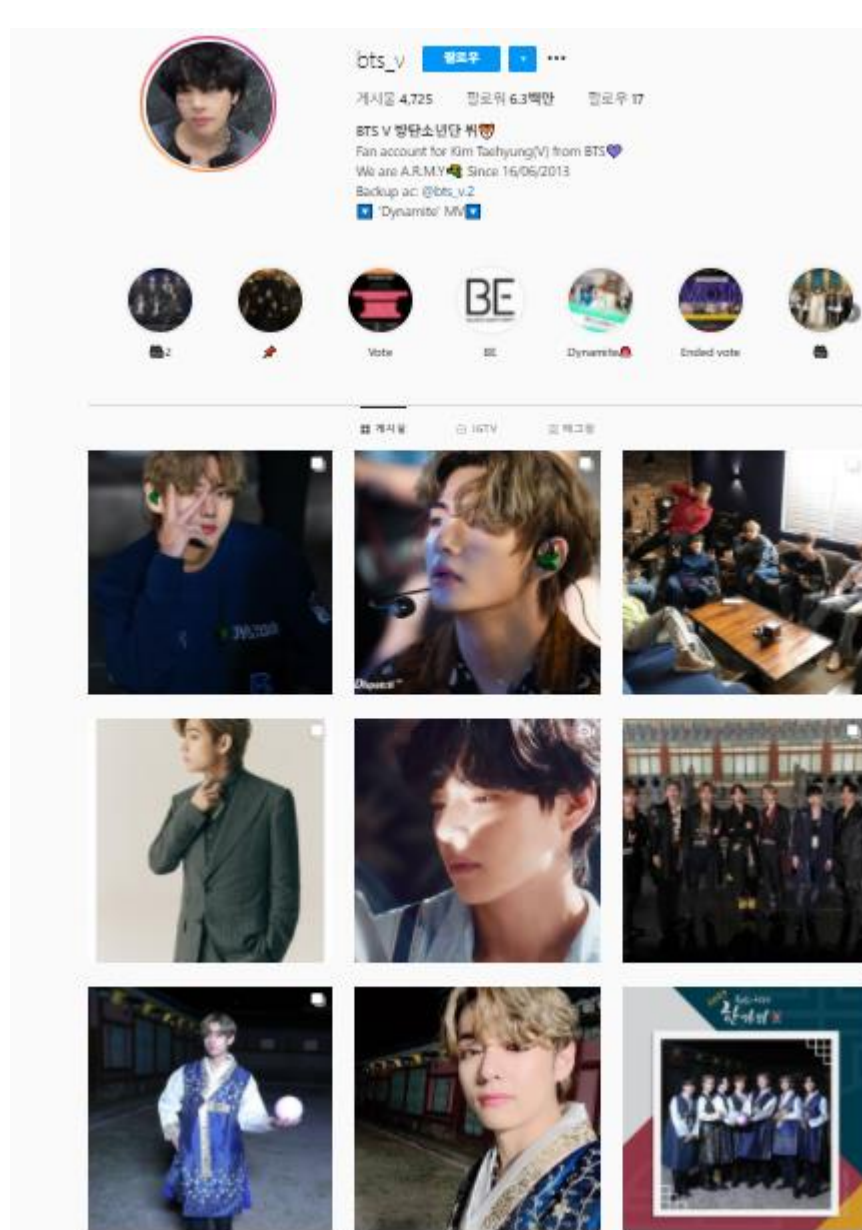 bts_v 팔로우
게시물 4,725 팔로워 6.3백만 팔로우 17
BTS V 방탄소년단 뷔🐯
Fan account for Kim Taehyung(V) from BTS💜
We are A.R.M.Y🔫 Since 16/06/2013
Backup ac: @bts_v.2
🔽 'Dynamite' MV🔽
BE
2 📌 Vote BE Dynamite Ended vote
게시물 IGTV 태그됨